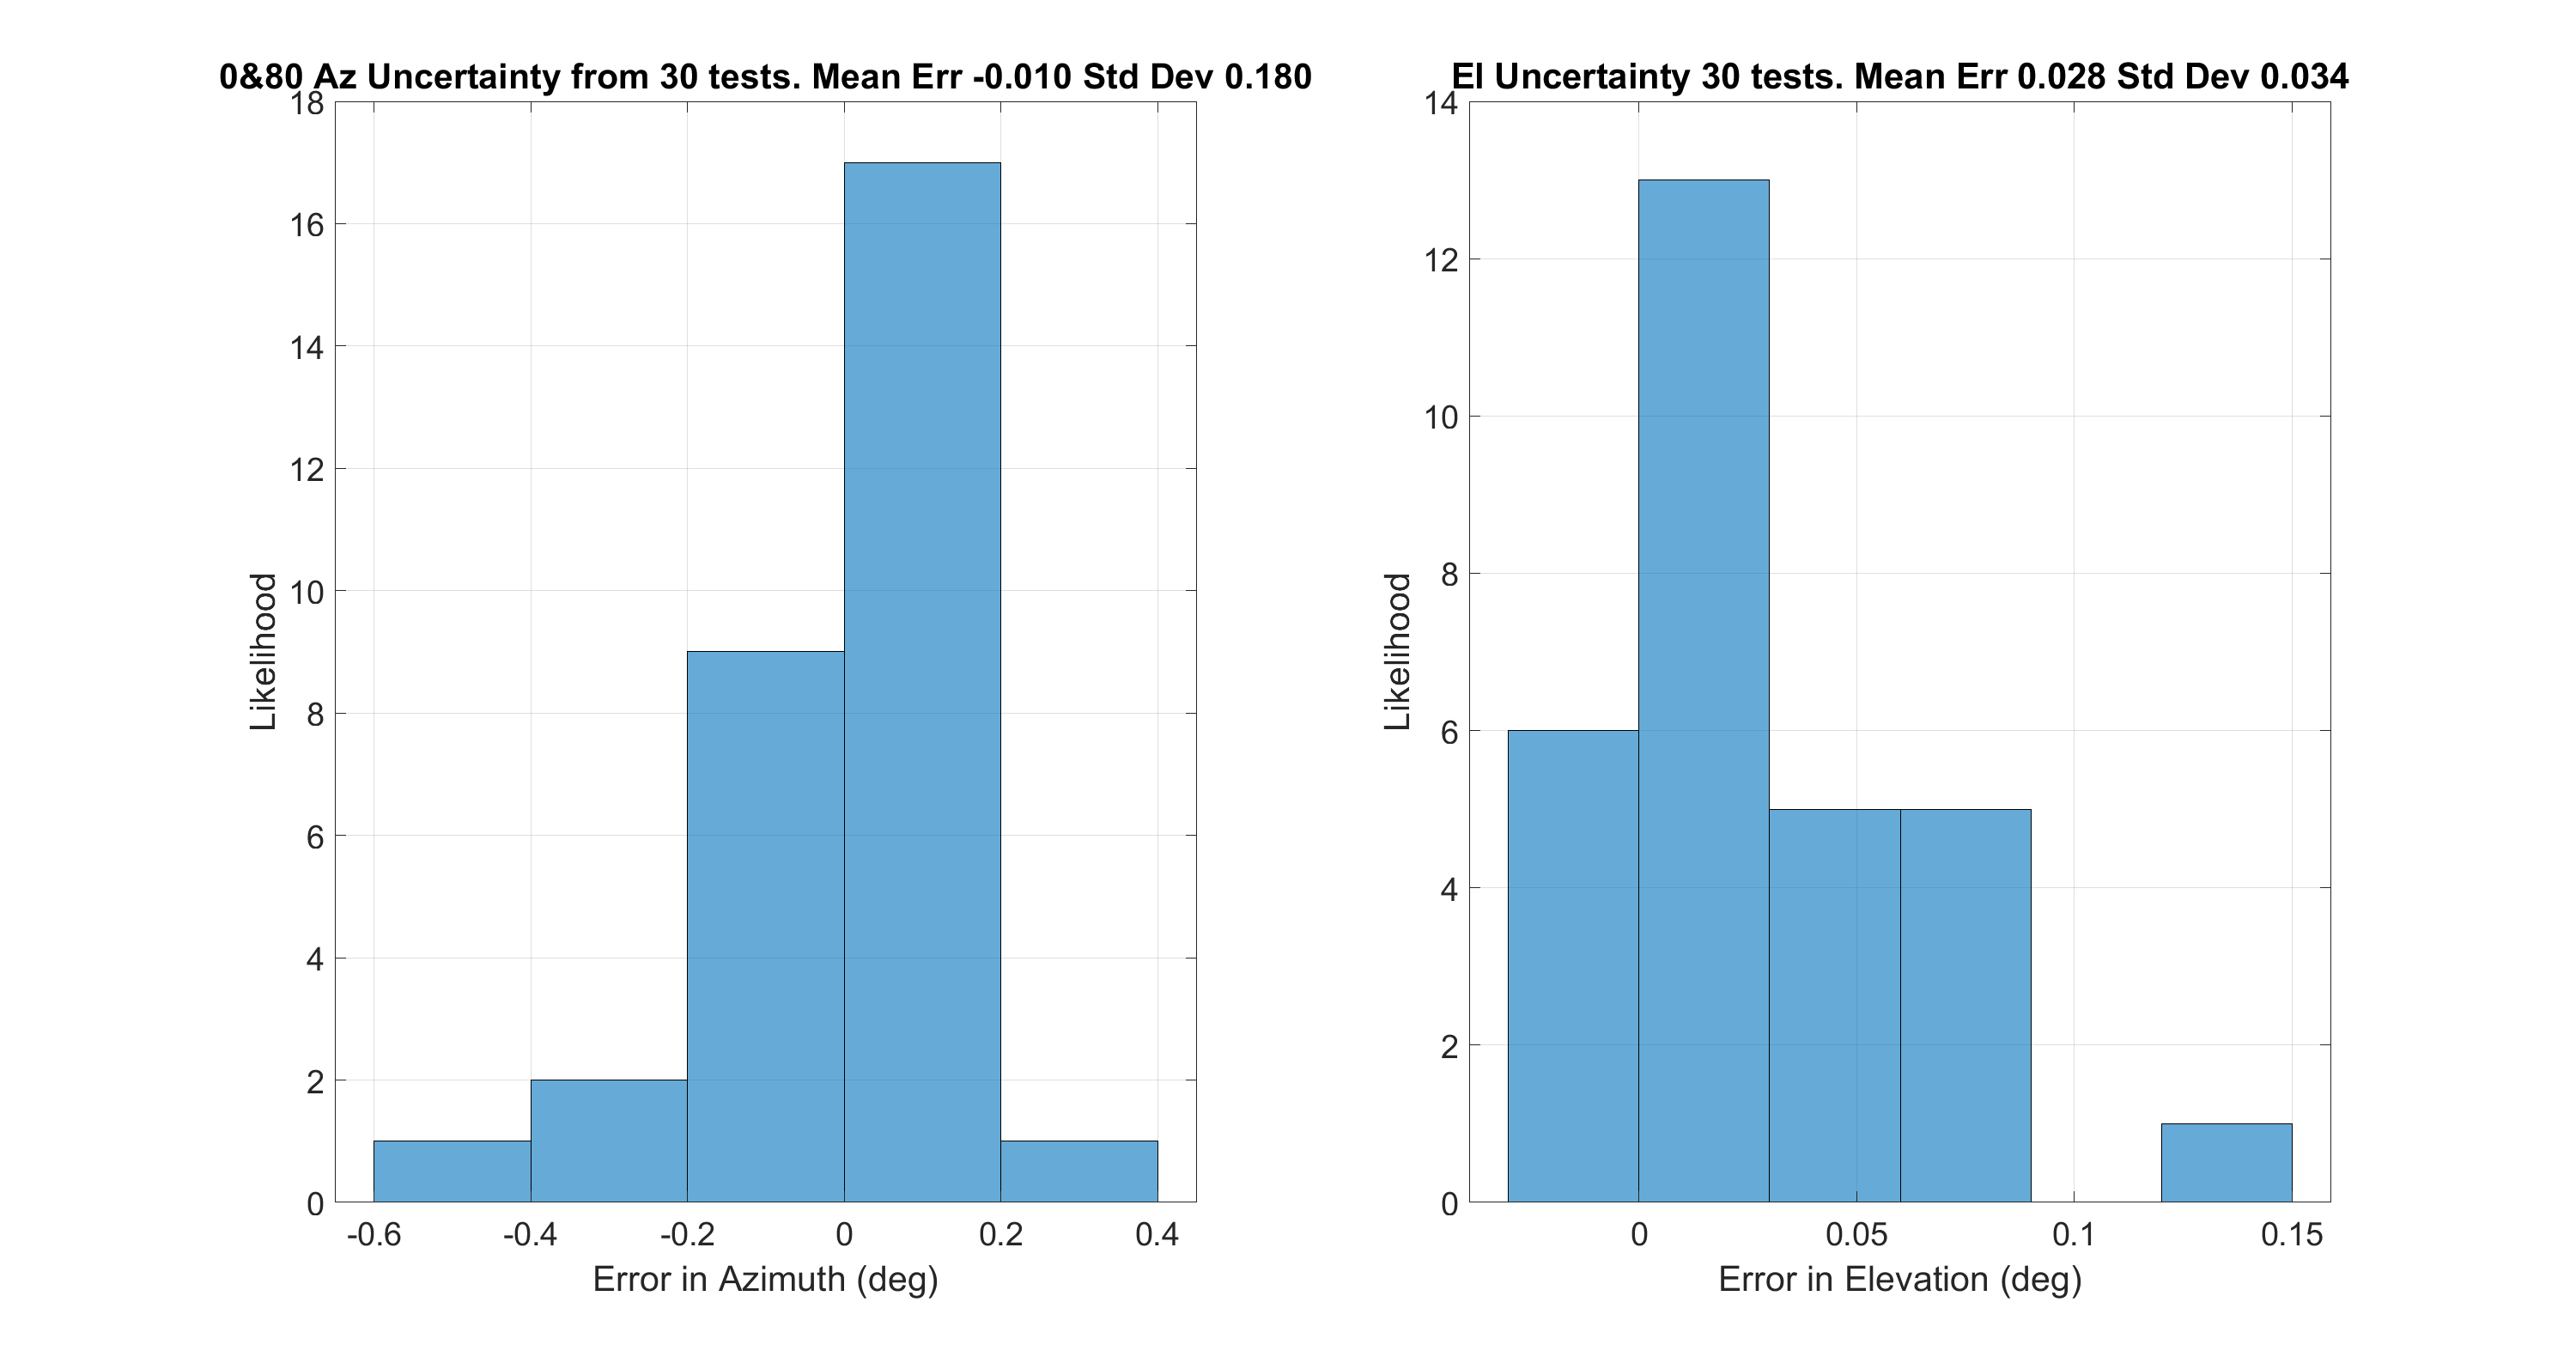 0&80 Az Uncertainty from 30 tests. Mean Err -0.010 Std Dev 0.180
18
16
14
12
10
8
6
4
2
0
Likelihood
-0.6 -0.4 -0.2 0 0.2 0.4
Error in Azimuth (deg)
El Uncertainty 30 tests. Mean Err 0.028 Std Dev 0.034
14
12
10
8
6
4
2
0
Likelihood
0 0.05 0.1 0.15
Error in Elevation (deg)